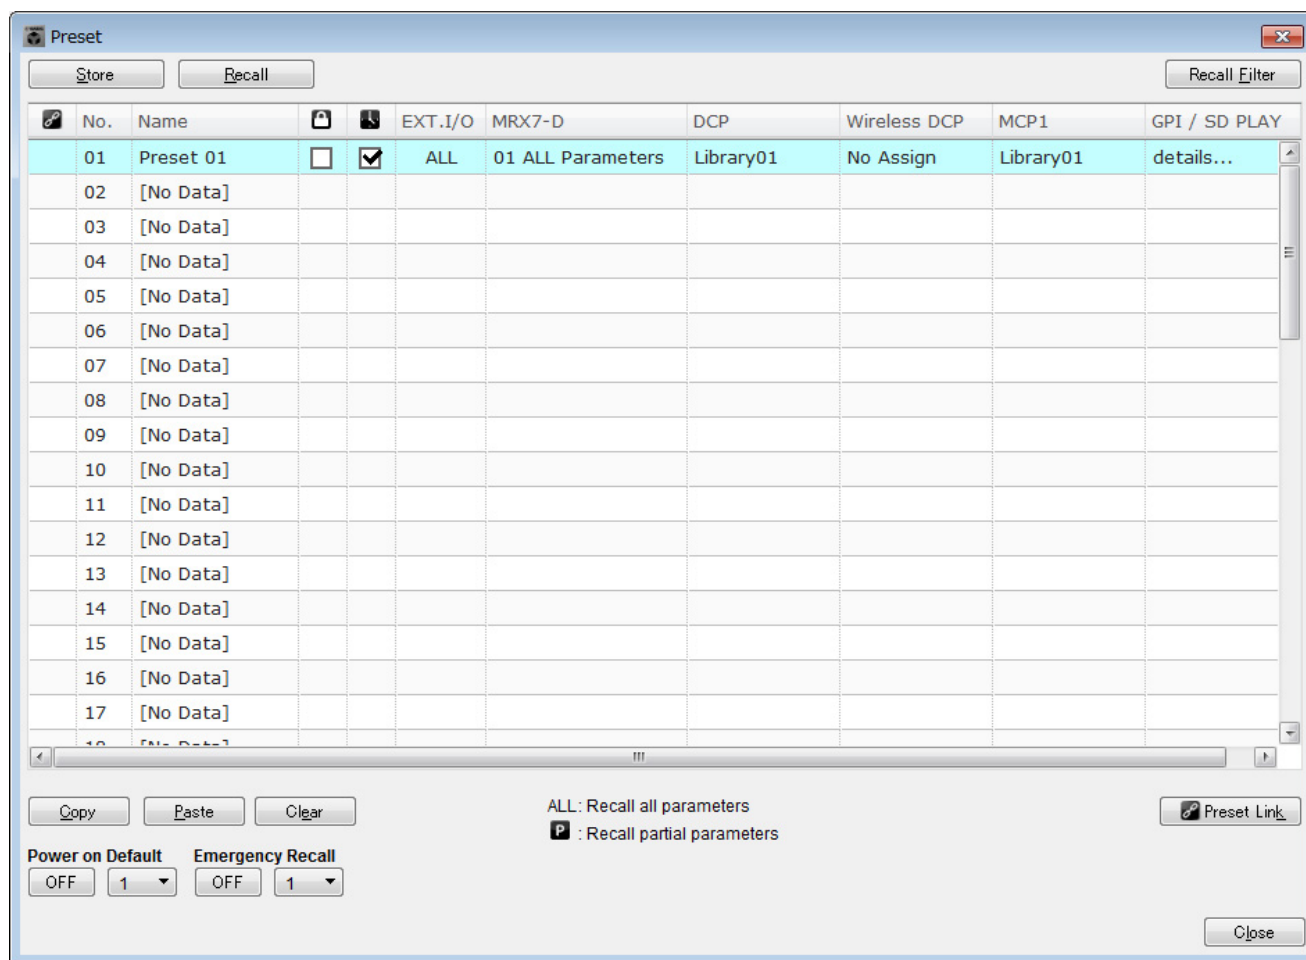 Preset
Store Recall Recall Filter
No. Name EXT.I/O MRX7-D DCP Wireless DCP MCP1 GPI / SD PLAY
01 Preset 01 ALL 01 ALL Parameters Library01 No Assign Library01 details...
02 [No Data]
03 [No Data]
04 [No Data]
05 [No Data]
06 [No Data]
07 [No Data]
08 [No Data]
09 [No Data]
10 [No Data]
11 [No Data]
12 [No Data]
13 [No Data]
14 [No Data]
15 [No Data]
16 [No Data]
17 [No Data]
Copy Paste Clear ALL: Recall all parameters Preset Link
P : Recall partial parameters
Power on Default Emergency Recall
OFF 1 OFF 1
Close